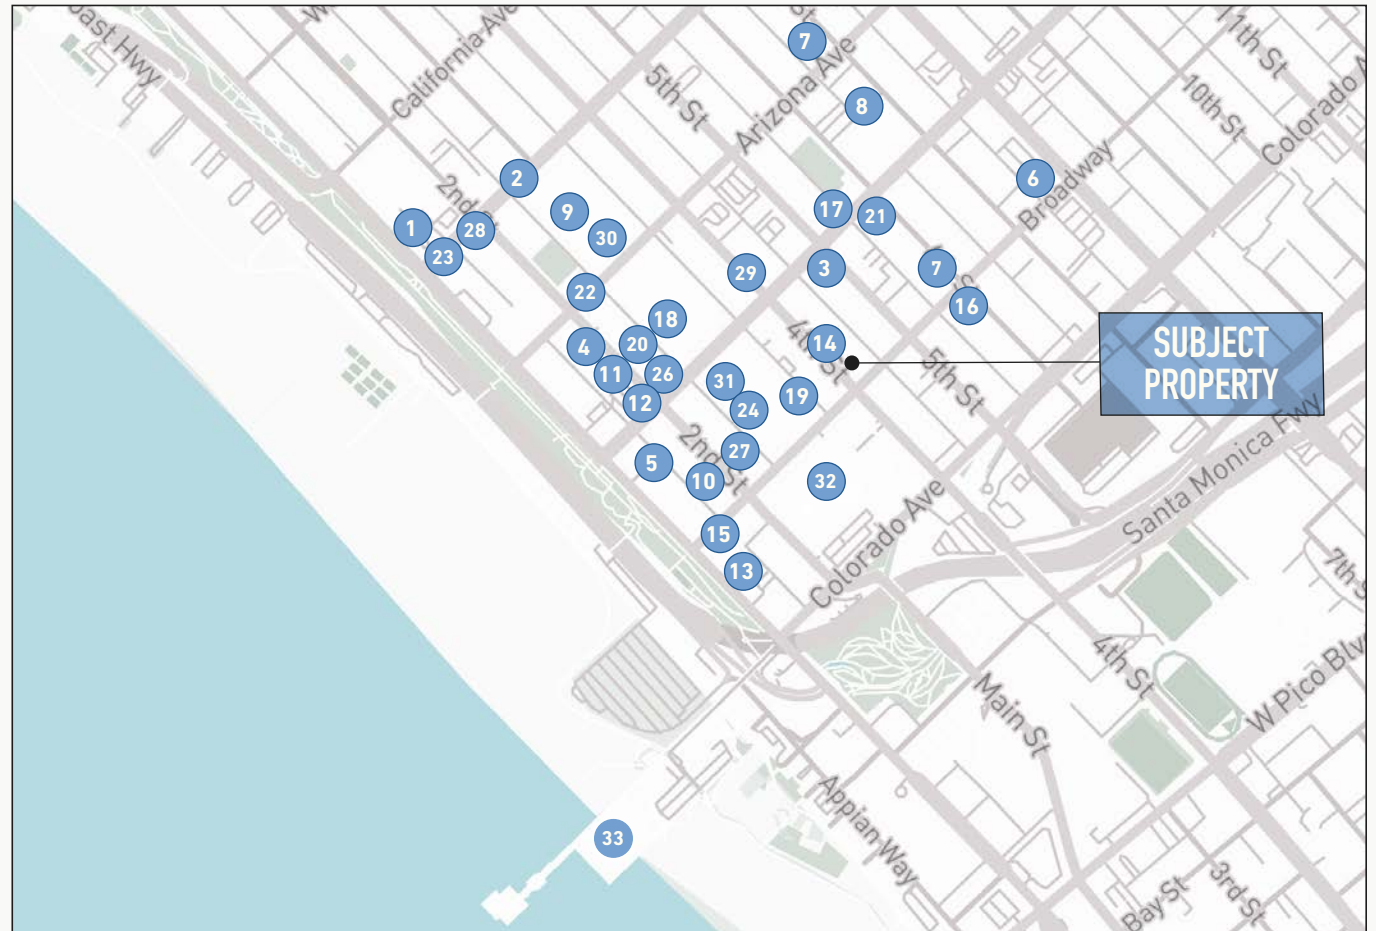 7
11th St
5th St
Arizona Ave
California Ave
Coast Hwy
8
10th St
Colorado A
2
6
Broadway
2nd St
9
17
21
1
28
30
23
29
3
7
St
22
16
18
SUBJECT
PROPERTY
4
20
14
4th St
11
26
31
5th St
12
24
19
27
2nd St
5
10
32
Santa Monica Fwy
15
13
Colorado Ave
7th S
4th St
W Pico Blv
Main St
Appian Way
33
3rd St
Bay St